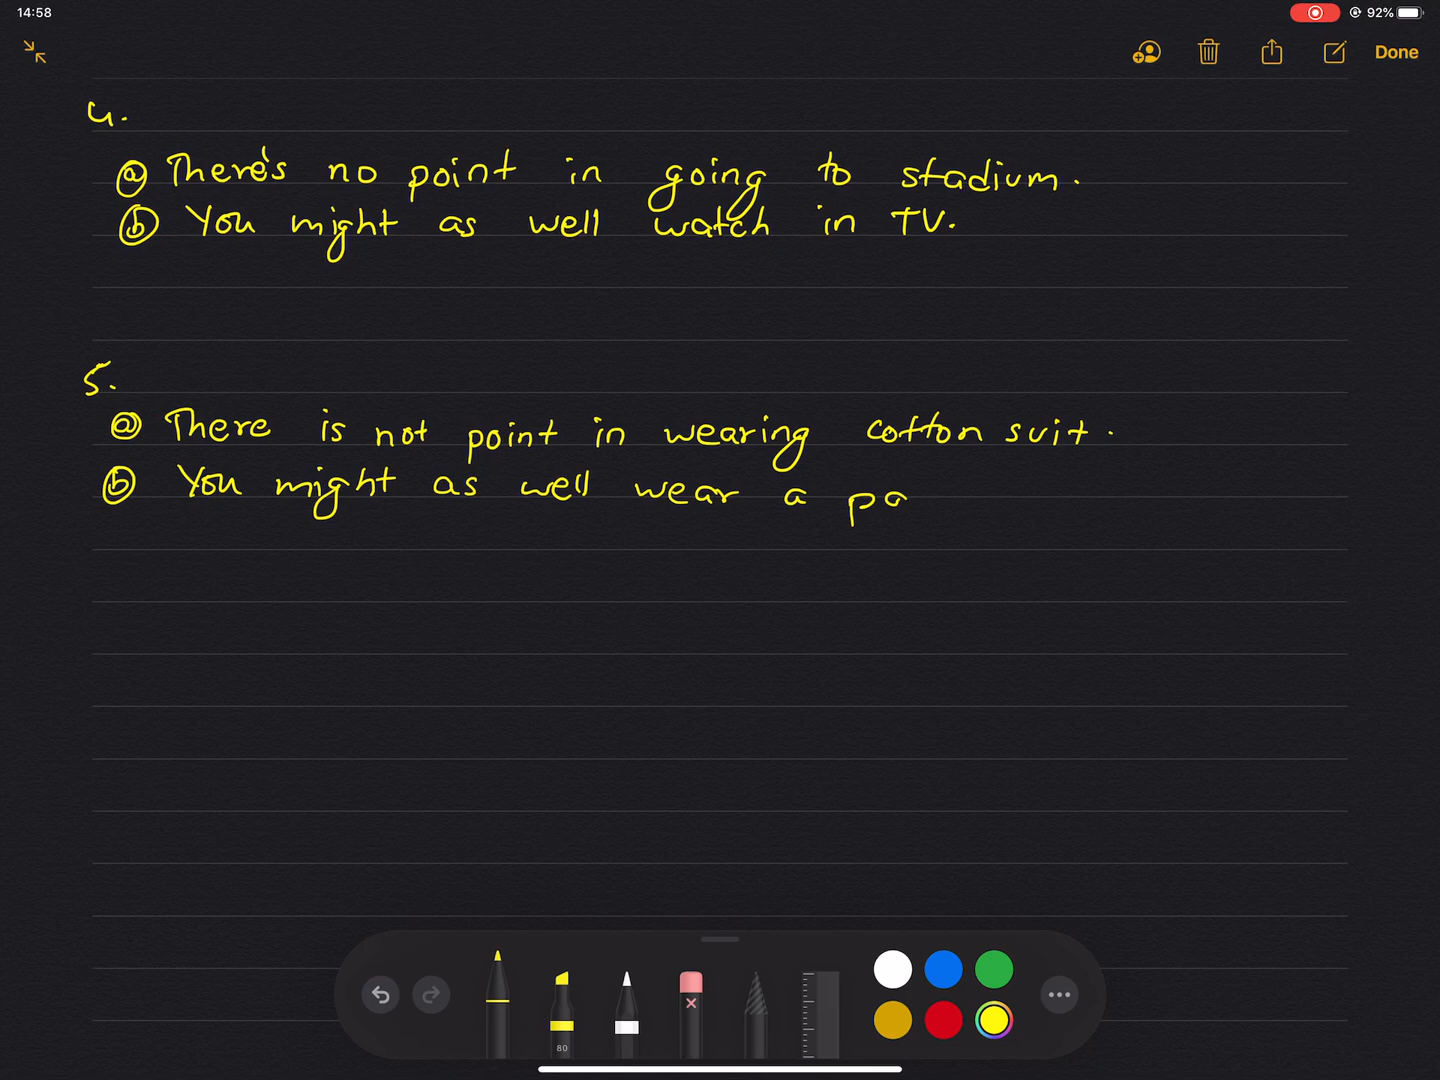 14:58
92%
Done
4.
ⓐ There's no point in going to stadium.
ⓑ You might as well watch in TV.
5.
ⓐ There is not point in wearing cotton suit.
ⓑ You might as well wear a pa
80